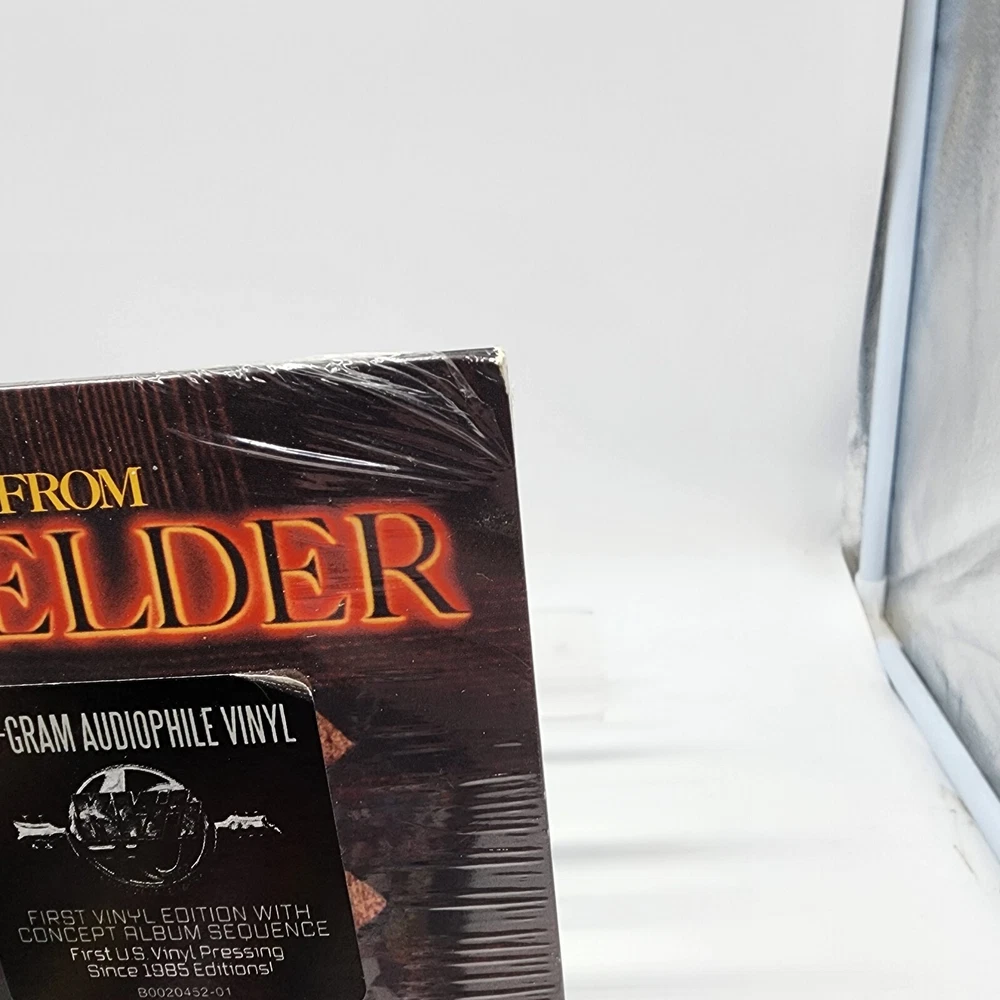 FROM
ELDER
-GRAM AUDIOPHILE VINYL
FIRST VINYL EDITION WITH
CONCEPT ALBUM SEQUENCE
First U.S. Vinyl Pressing
Since 1985 Editions!
B0020452-01